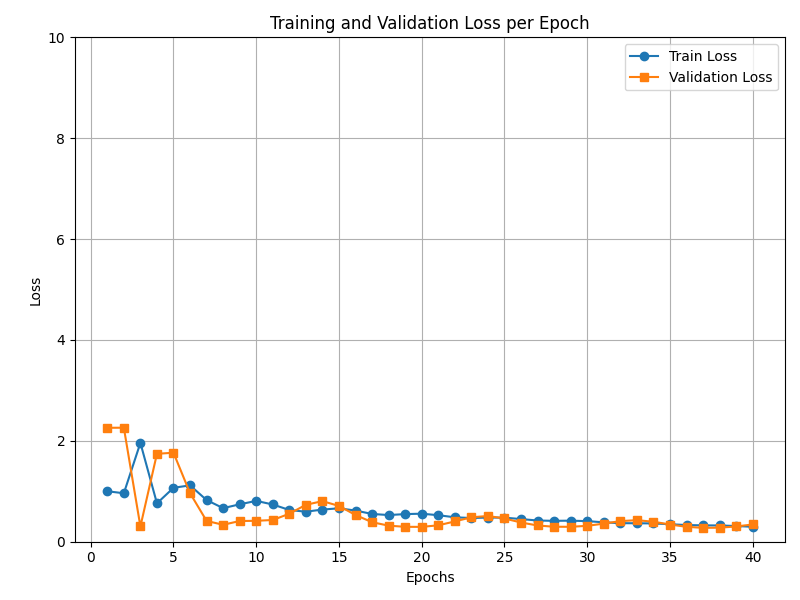 Training and Validation Loss per Epoch
10
8
6
4
2
0
Loss
Train Loss
Validation Loss
0 5 10 15 20 25 30 35 40
Epochs